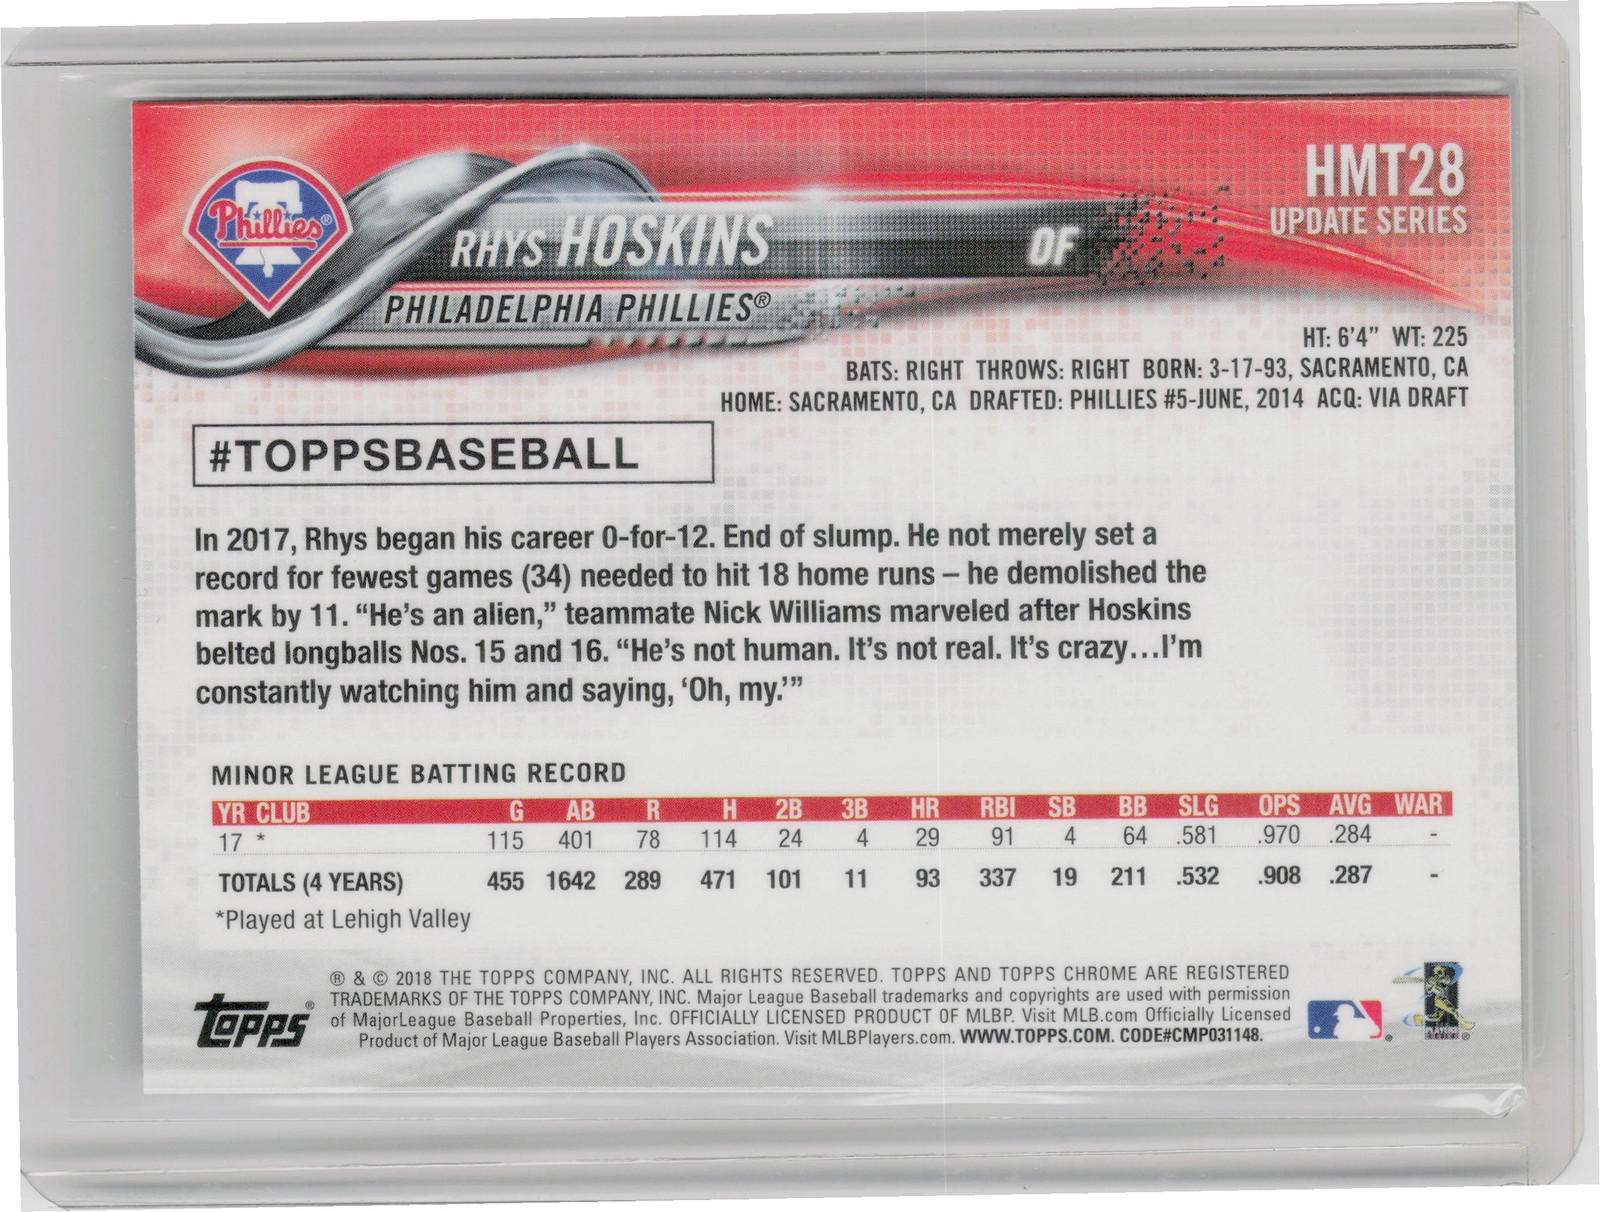 HMT28
UPDATE SERIES
Phillies®
RHYS HOSKINS OF
PHILADELPHIA PHILLIES®
HT: 6'4" WT: 225
BATS: RIGHT THROWS: RIGHT BORN: 3-17-93, SACRAMENTO, CA
HOME: SACRAMENTO, CA DRAFTED: PHILLIES #5-JUNE, 2014 ACQ: VIA DRAFT
#TOPPSBASEBALL
In 2017, Rhys began his career 0-for-12. End of slump. He not merely set a
record for fewest games (34) needed to hit 18 home runs – he demolished the
mark by 11. “He’s an alien,” teammate Nick Williams marveled after Hoskins
belted longballs Nos. 15 and 16. “He’s not human. It’s not real. It’s crazy…I’m
constantly watching him and saying, ‘Oh, my.’”
MINOR LEAGUE BATTING RECORD
YR CLUB G AB R H 2B 3B HR RBI SB BB SLG OPS AVG WAR
17 * 115 401 78 114 24 4 29 91 4 64 .581 .970 .284 -
TOTALS (4 YEARS) 455 1642 289 471 101 11 93 337 19 211 .532 .908 .287 -
*Played at Lehigh Valley
® & © 2018 THE TOPPS COMPANY, INC. ALL RIGHTS RESERVED. TOPPS AND TOPPS CHROME ARE REGISTERED
TRADEMARKS OF THE TOPPS COMPANY, INC. Major League Baseball trademarks and copyrights are used with permission
of MajorLeague Baseball Properties, Inc. OFFICIALLY LICENSED PRODUCT OF MLBP. Visit MLB.com Officially Licensed
Product of Major League Baseball Players Association. Visit MLBPlayers.com. WWW.TOPPS.COM. CODE#CMP031148.
topps®